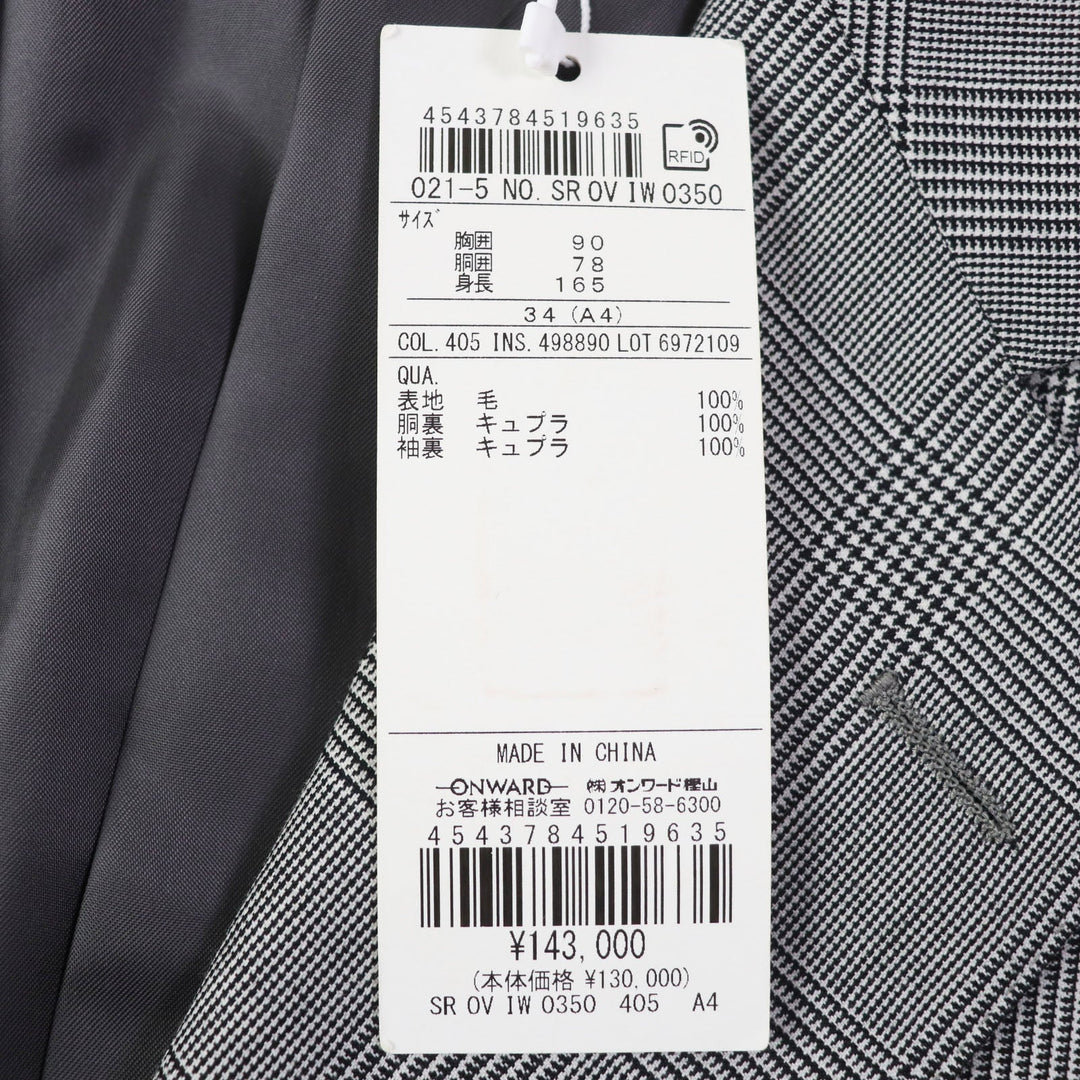 4543784519635
RFID
021-5 NO. SR OV IW 0350
サイズ
胸囲 90
胴囲 78
身長 165
34 (A4)
COL. 405 INS. 498890 LOT 6972109
QUA.
表地 毛 100%
胴裏 キュプラ 100%
袖裏 キュプラ 100%
MADE IN CHINA
ONWARD ㈱オンワード樫山
お客様相談室 0120-58-6300
4543784519635
¥143,000
(本体価格 ¥130,000)
SR OV IW 0350 405 A4